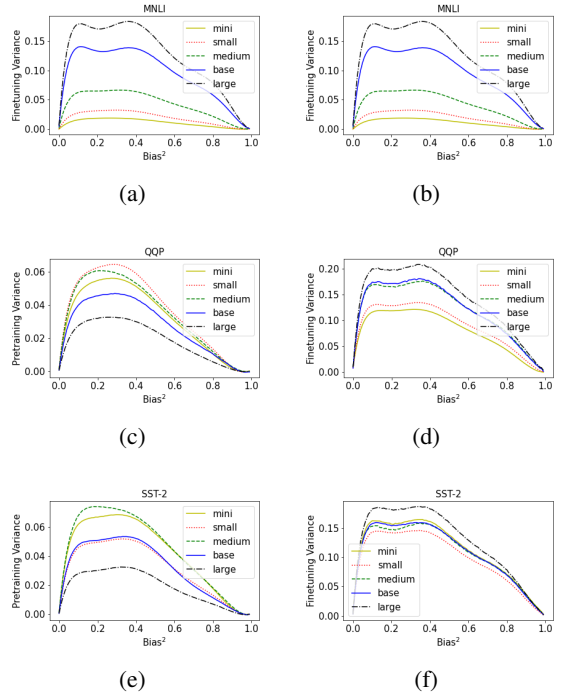 MNLI
Finetuning Variance
0.15
0.10
0.05
0.00
mini
small
medium
base
large
0.0 0.2 0.4 0.6 0.8 1.0
Bias²
(a)
MNLI
Finetuning Variance
0.15
0.10
0.05
0.00
mini
small
medium
base
large
0.0 0.2 0.4 0.6 0.8 1.0
Bias²
(b)
QQP
Pretraining Variance
0.06
0.04
0.02
0.00
mini
small
medium
base
large
0.0 0.2 0.4 0.6 0.8 1.0
Bias²
(c)
QQP
Finetuning Variance
0.20
0.15
0.10
0.05
0.00
mini
small
medium
base
large
0.0 0.2 0.4 0.6 0.8 1.0
Bias²
(d)
SST-2
Pretraining Variance
0.06
0.04
0.02
0.00
mini
small
medium
base
large
0.0 0.2 0.4 0.6 0.8 1.0
Bias²
(e)
SST-2
Finetuning Variance
0.15
0.10
0.05
0.00
mini
small
medium
base
large
0.0 0.2 0.4 0.6 0.8 1.0
Bias²
(f)